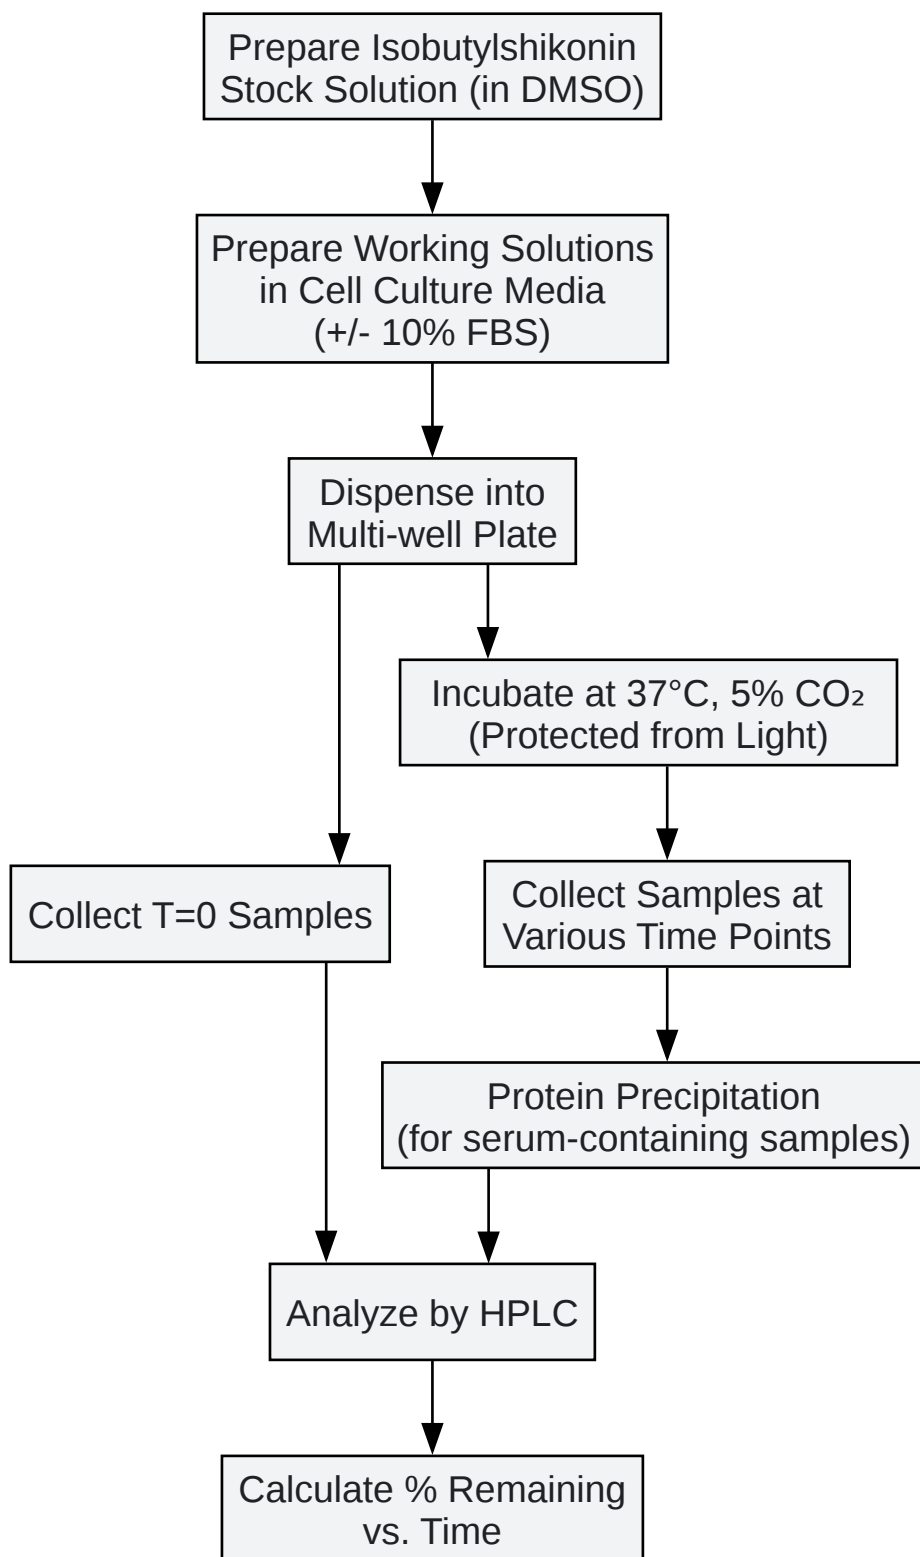 Prepare Isobutylshikonin
Stock Solution (in DMSO)
Prepare Working Solutions
in Cell Culture Media
(+/- 10% FBS)
Dispense into
Multi-well Plate
Incubate at 37°C, 5% CO₂
(Protected from Light)
Collect T=0 Samples
Collect Samples at
Various Time Points
Protein Precipitation
(for serum-containing samples)
Analyze by HPLC
Calculate % Remaining
vs. Time